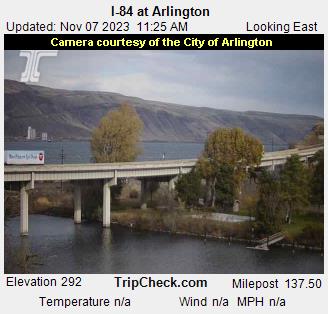 I-84 at Arlington
Updated: Nov 07 2023 11:25 AM Looking East
Camera courtesy of the City of Arlington
Elevation 292 TripCheck.com Milepost 137.50
Temperature n/a Wind n/a MPH n/a